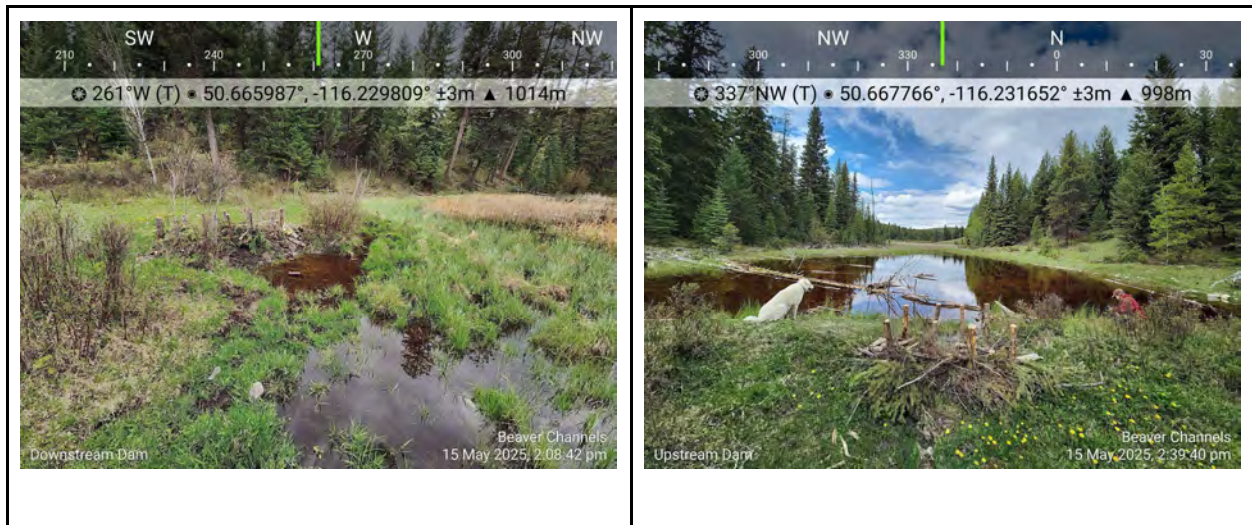 SW W NW
210 240 270 300
261°W (T) 50.665987°, -116.229809° ±3m ▲ 1014m
Beaver Channels
Downstream Dam 15 May 2025, 2:08:42 pm
NW N
300 330 0 30
337°NW (T) 50.667766°, -116.231652° ±3m ▲ 998m
Beaver Channels
Upstream Dam 15 May 2025, 2:39:40 pm